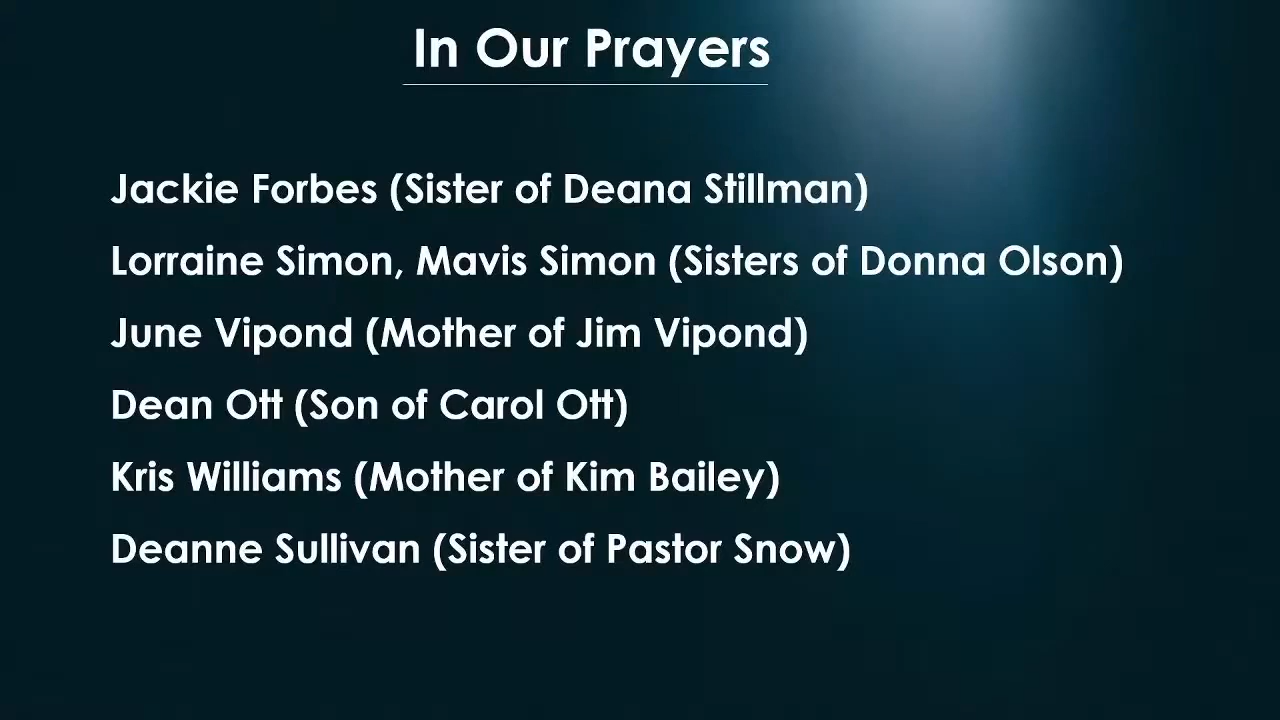 In Our Prayers
Jackie Forbes (Sister of Deana Stillman)
Lorraine Simon, Mavis Simon (Sisters of Donna Olson)
June Vipond (Mother of Jim Vipond)
Dean Ott (Son of Carol Ott)
Kris Williams (Mother of Kim Bailey)
Deanne Sullivan (Sister of Pastor Snow)